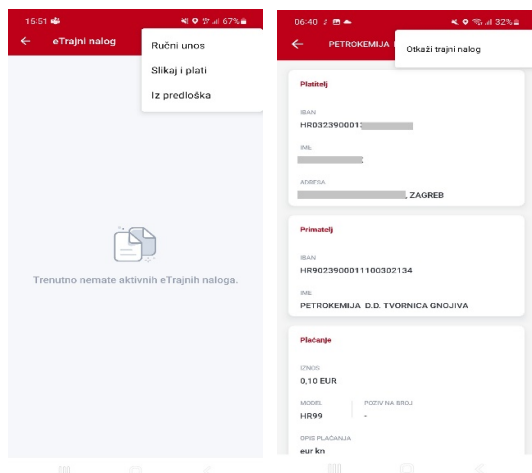 15:51
67%
eTrajni nalog
Ručni unos
Slikaj i plati
Iz predloška
Trenutno nemate aktivnih eTrajnih naloga.
06:40
32%
PETROKEMIJA
Otkaži trajni nalog
Platitelj
IBAN
HR032390001
IME
ADRESA
, ZAGREB
Primatelj
IBAN
HR9023900011100302134
IME
PETROKEMIJA D.D. TVORNICA GNOJIVA
Plaćanje
IZNOS
0,10 EUR
MODEL POZIV NA BROJ
HR99 -
OPIS PLAĆANJA
eur kn